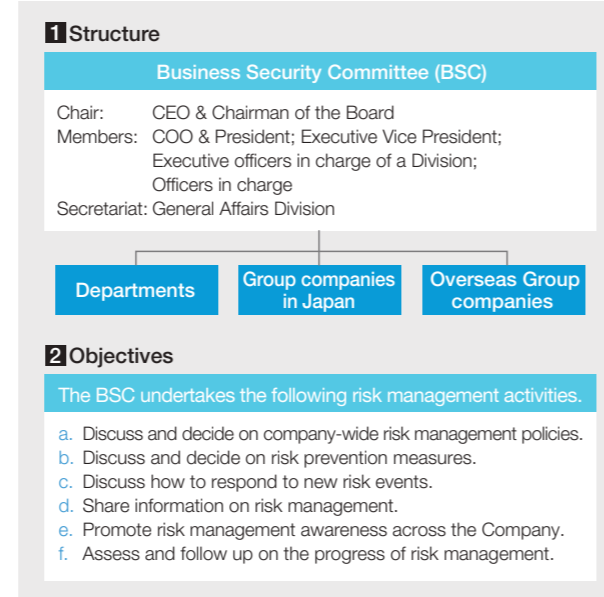 1 Structure
Business Security Committee (BSC)
Chair: CEO & Chairman of the Board
Members: COO & President; Executive Vice President;
Executive officers in charge of a Division;
Officers in charge
Secretariat: General Affairs Division
Departments
Group companies
in Japan
Overseas Group
companies
2 Objectives
The BSC undertakes the following risk management activities.
a. Discuss and decide on company-wide risk management policies.
b. Discuss and decide on risk prevention measures.
c. Discuss how to respond to new risk events.
d. Share information on risk management.
e. Promote risk management awareness across the Company.
f. Assess and follow up on the progress of risk management.